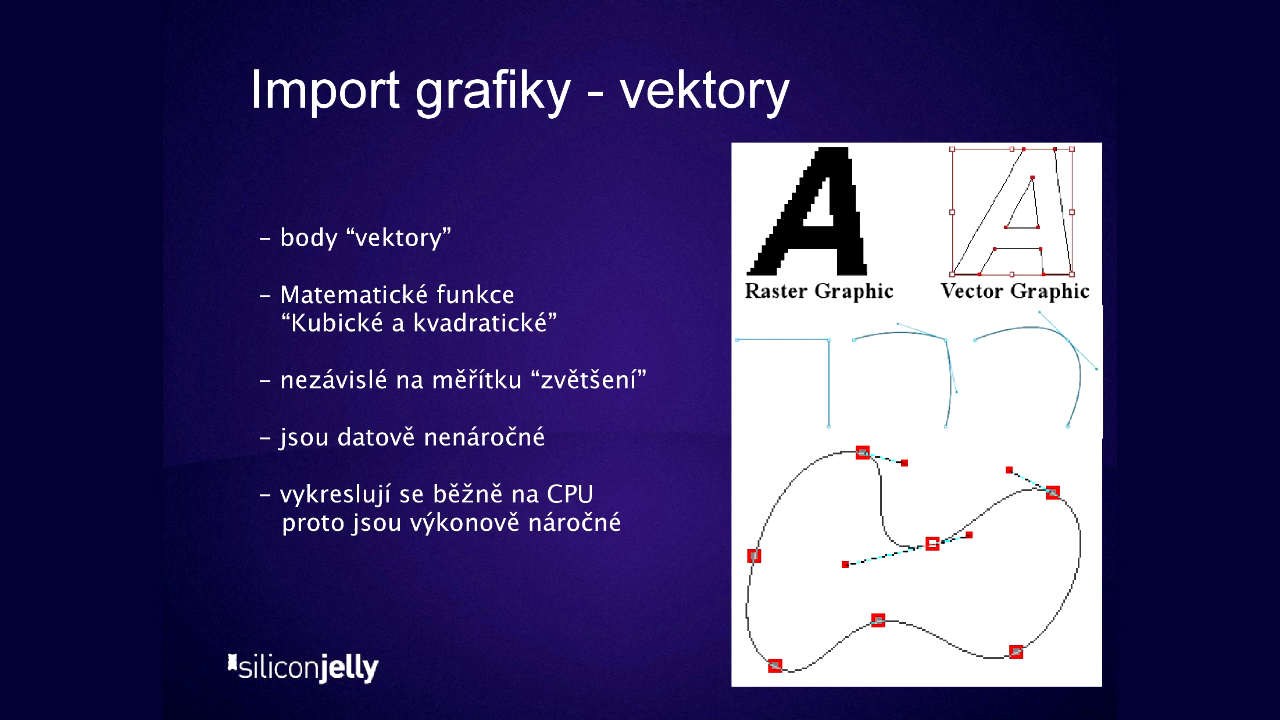 Import grafiky - vektory
– body “vektory”
– Matematické funkce
“Kubické a kvadratické”
– nezávislé na měřítku “zvětšení”
– jsou datově nenáročné
– vykreslují se běžně na CPU
proto jsou výkonově náročné
A
A
Raster Graphic
Vector Graphic
siliconjelly